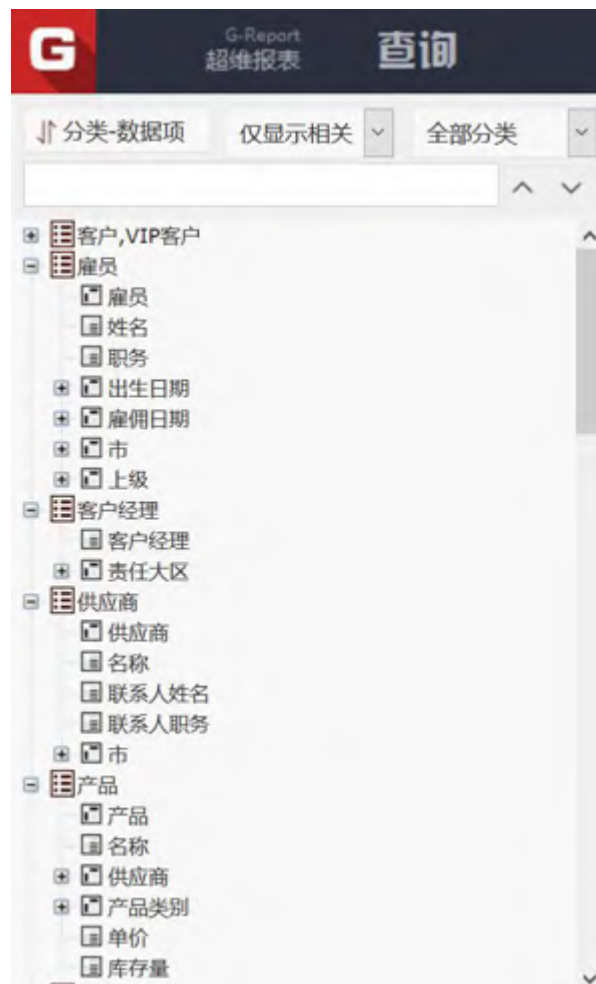 G
G-Report
超维报表
查询
分类-数据项 仅显示相关 全部分类
客户,VIP客户
雇员
雇员
姓名
职务
出生日期
雇佣日期
市
上级
客户经理
客户经理
责任大区
供应商
供应商
名称
联系人姓名
联系人职务
市
产品
产品
名称
供应商
产品类别
单价
库存量